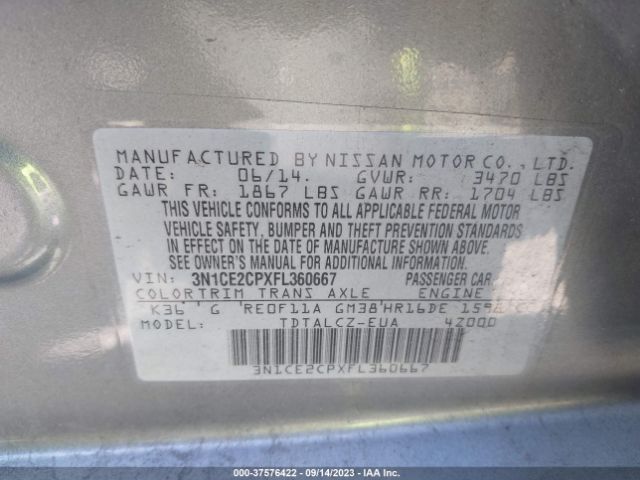 MANUFACTURED BY NISSAN MOTOR CO., LTD.
DATE: 06/14. GVWR: 3470 LBS
GAWR FR: 1867 LBS GAWR RR: 1704 LBS
THIS VEHICLE CONFORMS TO ALL APPLICABLE FEDERAL MOTOR
VEHICLE SAFETY, BUMPER AND THEFT PREVENTION STANDARDS
IN EFFECT ON THE DATE OF MANUFACTURE SHOWN ABOVE.
SEE OWNER'S MANUAL FOR ADDITIONAL INFORMATION.
VIN: 3N1CE2CPXFL360667 PASSENGER CAR
COLOR TRIM TRANS AXLE ENGINE
K36 G RE0F11A GM38 HR16DE
MODEL: TDTALCZ-EUA 4Z000
3N1CE2CPXFL360667
000-37576422 - 09/14/2023 - IAA Inc.